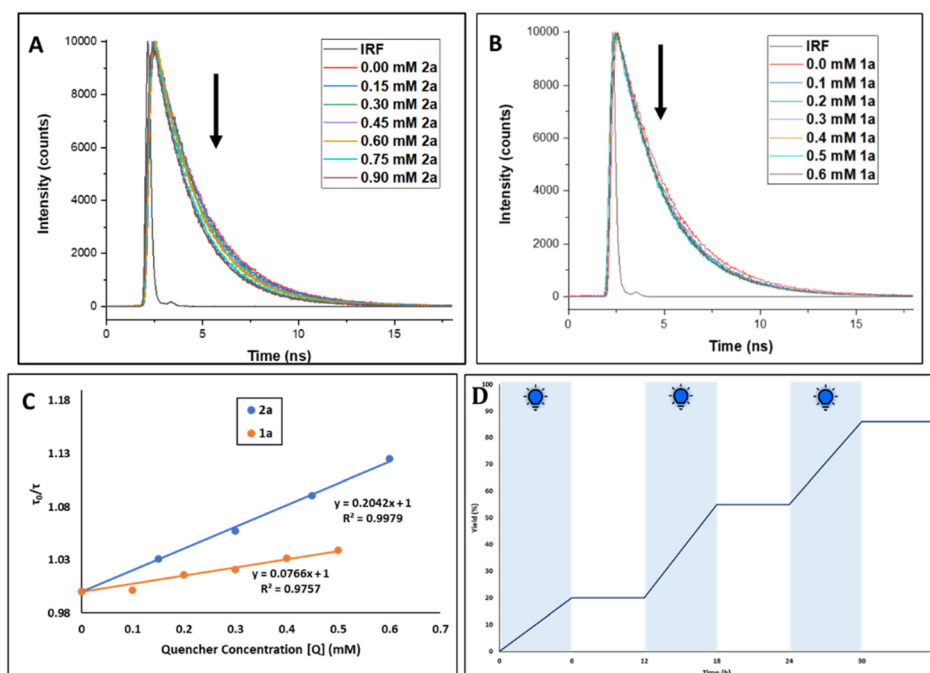 A
10000
8000
6000
4000
2000
0
Intensity (counts)
0
5
10
15
Time (ns)
IRF
0.00 mM 2a
0.15 mM 2a
0.30 mM 2a
0.45 mM 2a
0.60 mM 2a
0.75 mM 2a
0.90 mM 2a
B
10000
8000
6000
4000
2000
0
Intensity (counts)
0
5
10
15
Time (ns)
IRF
0.0 mM 1a
0.1 mM 1a
0.2 mM 1a
0.3 mM 1a
0.4 mM 1a
0.5 mM 1a
0.6 mM 1a
C
1.18
1.13
1.08
1.03
0.98
τ₀/τ
2a
1a
y = 0.2042x + 1
R² = 0.9979
y = 0.0766x + 1
R² = 0.9757
0
0.1
0.2
0.3
0.4
0.5
0.6
0.7
Quencher Concentration [Q] (mM)
D
100
90
80
70
60
50
40
30
20
10
0
Yield (%)
0
6
12
18
24
30
Time (h)